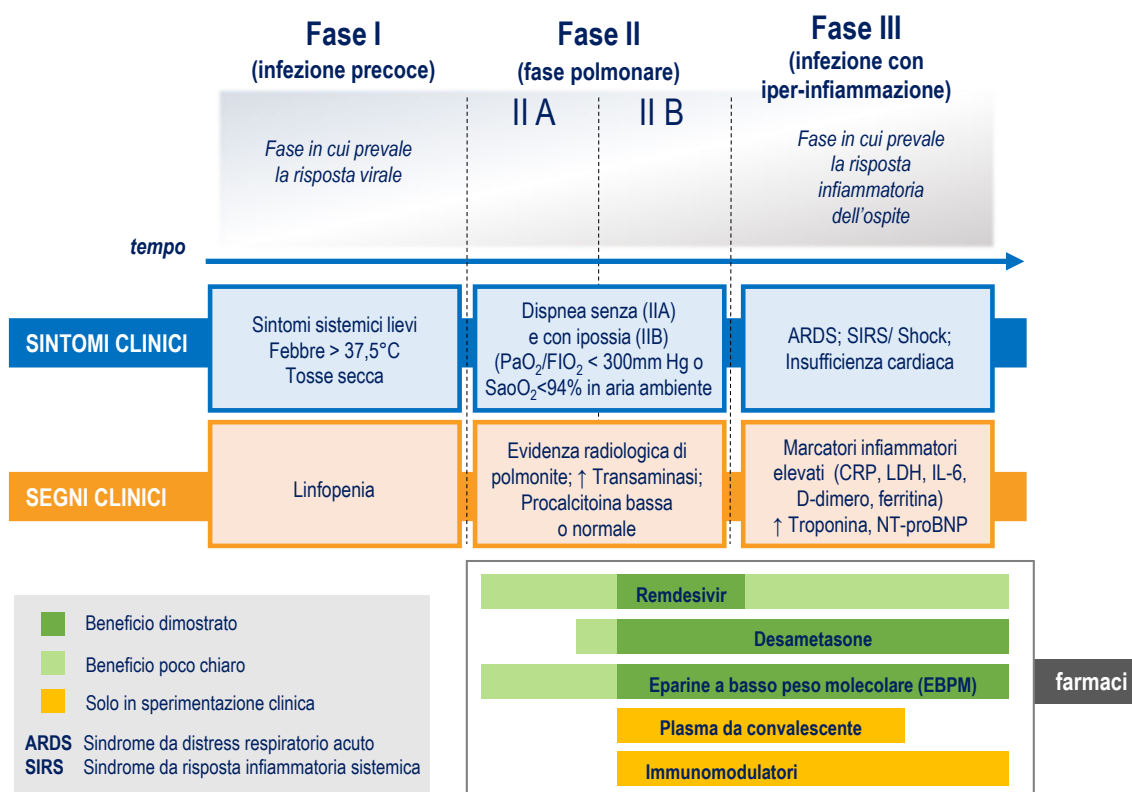 Fase I
(infezione precoce)
Fase II
(fase polmonare)
Fase III
(infezione con
iper-infiammazione)
II A
II B
Fase in cui prevale
la risposta virale
Fase in cui prevale
la risposta
infiammatoria
dell'ospite
tempo
SINTOMI CLINICI
Sintomi sistemici lievi
Febbre > 37,5°C
Tosse secca
Dispnea senza (IIA)
e con ipossia (IIB)
(PaO₂/FIO₂ < 300mm Hg o
SaoO₂<94% in aria ambiente
ARDS; SIRS/ Shock;
Insufficienza cardiaca
SEGNI CLINICI
Linfopenia
Evidenza radiologica di
polmonite; ↑ Transaminasi;
Procalcitoina bassa
o normale
Marcatori infiammatori
elevati (CRP, LDH, IL-6,
D-dimero, ferritina)
↑ Troponina, NT-proBNP
Beneficio dimostrato
Beneficio poco chiaro
Solo in sperimentazione clinica
ARDS Sindrome da distress respiratorio acuto
SIRS Sindrome da risposta infiammatoria sistemica
Remdesivir
Desametasone
Eparine a basso peso molecolare (EBPM)
Plasma da convalescente
Immunomodulatori
farmaci